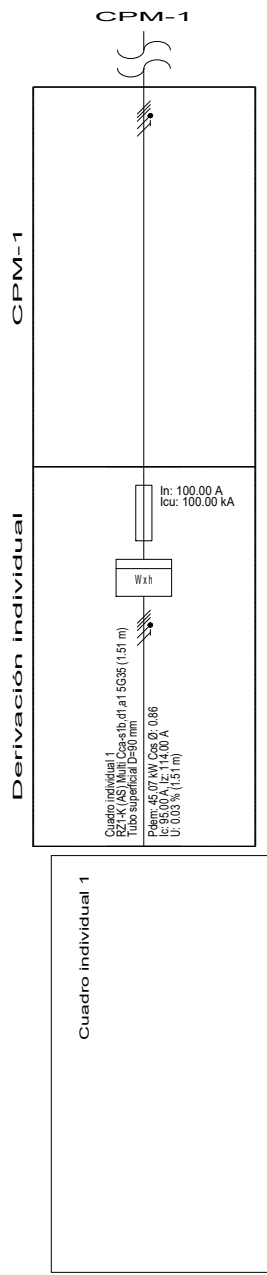 CPM-1
CPM-1
Derivación individual
In: 100.00 A
Icu: 100.00 kA
Wxh
Cuadro individual 1
RZ1-K (AS) Multi Cca-s1b,d1,a1 5G35 (1.51 m)
Tubo superficial D=90 mm
Pdem: 45.07 kW Cos Ø: 0.86
Ic: 95.00 A, Iz: 114.00 A
U: 0.03 % (1.51 m)
Cuadro individual 1